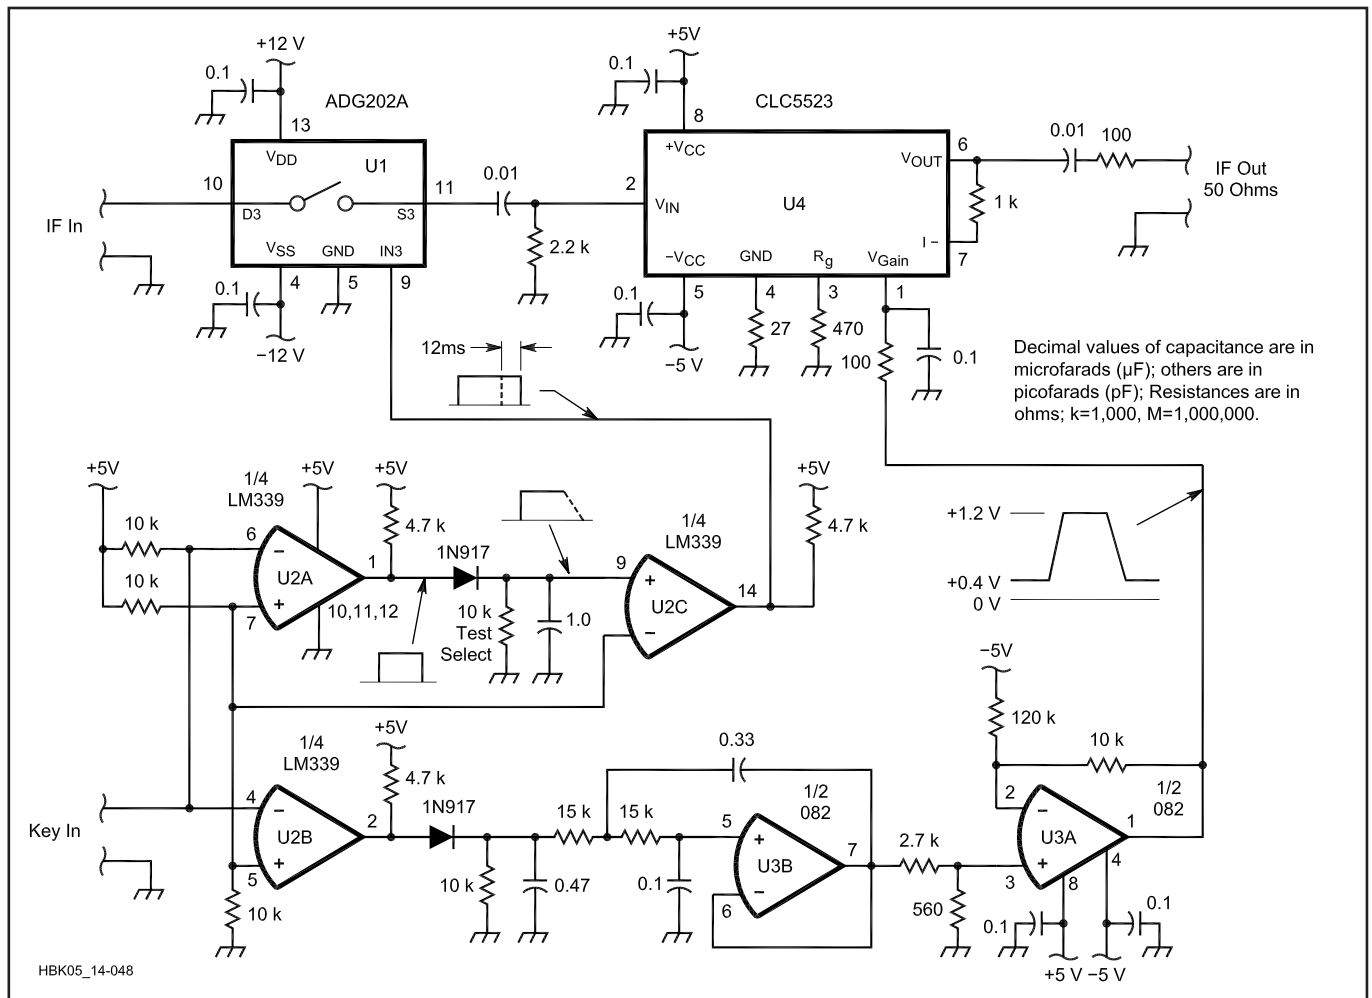 +12 V
0.1
ADG202A
13
VDD
U1
10
11
D3
S3
IF In
VSS
GND
IN3
4
5
9
0.1
−12 V
0.01
2.2 k
+5V
0.1
CLC5523
8
+VCC
6
VOUT
0.01
100
IF Out
50 Ohms
2
VIN
U4
1 k
I −
7
−VCC
GND
Rg
VGain
5
4
3
1
0.1
27
470
100
0.1
−5 V
Decimal values of capacitance are in
microfarads (µF); others are in
picofarads (pF); Resistances are in
ohms; k=1,000, M=1,000,000.
12ms
+5V
1/4
LM339
+5V
+5V
10 k
6
−
4.7 k
1N917
U2A
1
10 k
+
7
10,11,12
10 k
Test
Select
1.0
1/4
LM339
+5V
4.7 k
9
+
U2C
14
−
+1.2 V
+0.4 V
0 V
1/4
LM339
+5V
4.7 k
1N917
Key In
4
−
U2B
2
+
5
10 k
10 k
0.47
15 k
15 k
0.33
0.1
1/2
082
5
+
U3B
7
−
6
2.7 k
560
−5V
120 k
10 k
1/2
082
2
−
U3A
1
+
3
8
4
0.1
0.1
+5 V
−5 V
HBK05_14-048